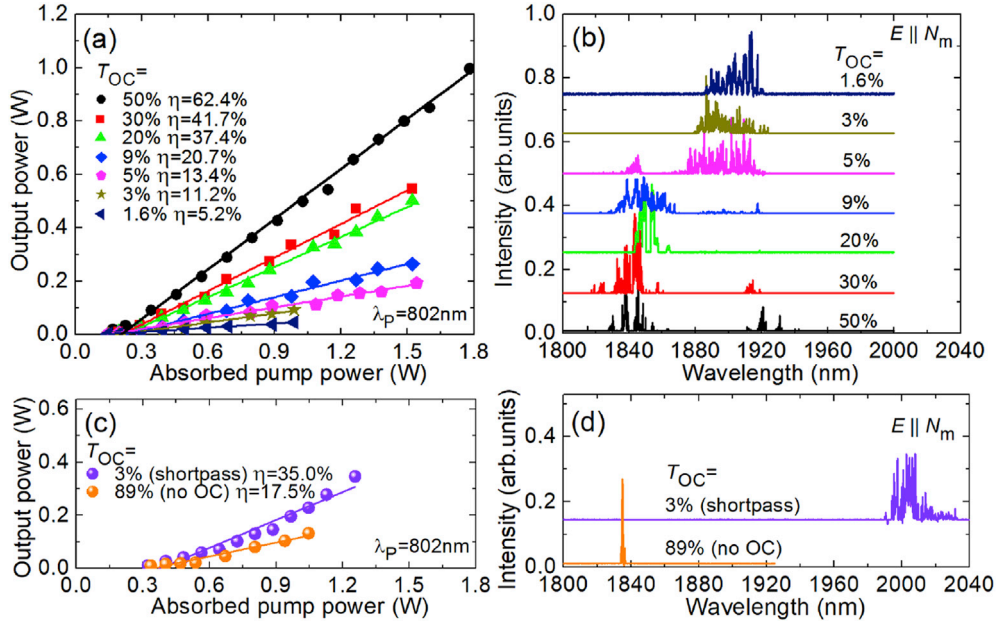 (a)
T_OC=
50% η=62.4%
30% η=41.7%
20% η=37.4%
9% η=20.7%
5% η=13.4%
3% η=11.2%
1.6% η=5.2%
λ_P=802nm
Output power (W)
1.2
1.0
0.8
0.6
0.4
0.2
0.0
0.0 0.3 0.6 0.9 1.2 1.5 1.8
Absorbed pump power (W)
(b)
E || N_m
T_OC=
1.6%
3%
5%
9%
20%
30%
50%
Intensity (arb.units)
1.0
0.8
0.6
0.4
0.2
0.0
1800 1840 1880 1920 1960 2000 2040
Wavelength (nm)
(c)
T_OC=
3% (shortpass) η=35.0%
89% (no OC) η=17.5%
λ_P=802nm
Output power (W)
0.6
0.4
0.2
0.0
0.0 0.3 0.6 0.9 1.2 1.5 1.8
Absorbed pump power (W)
(d)
E || N_m
T_OC=
3% (shortpass)
89% (no OC)
Intensity (arb.units)
0.4
0.2
0.0
1800 1840 1880 1920 1960 2000 2040
Wavelength (nm)